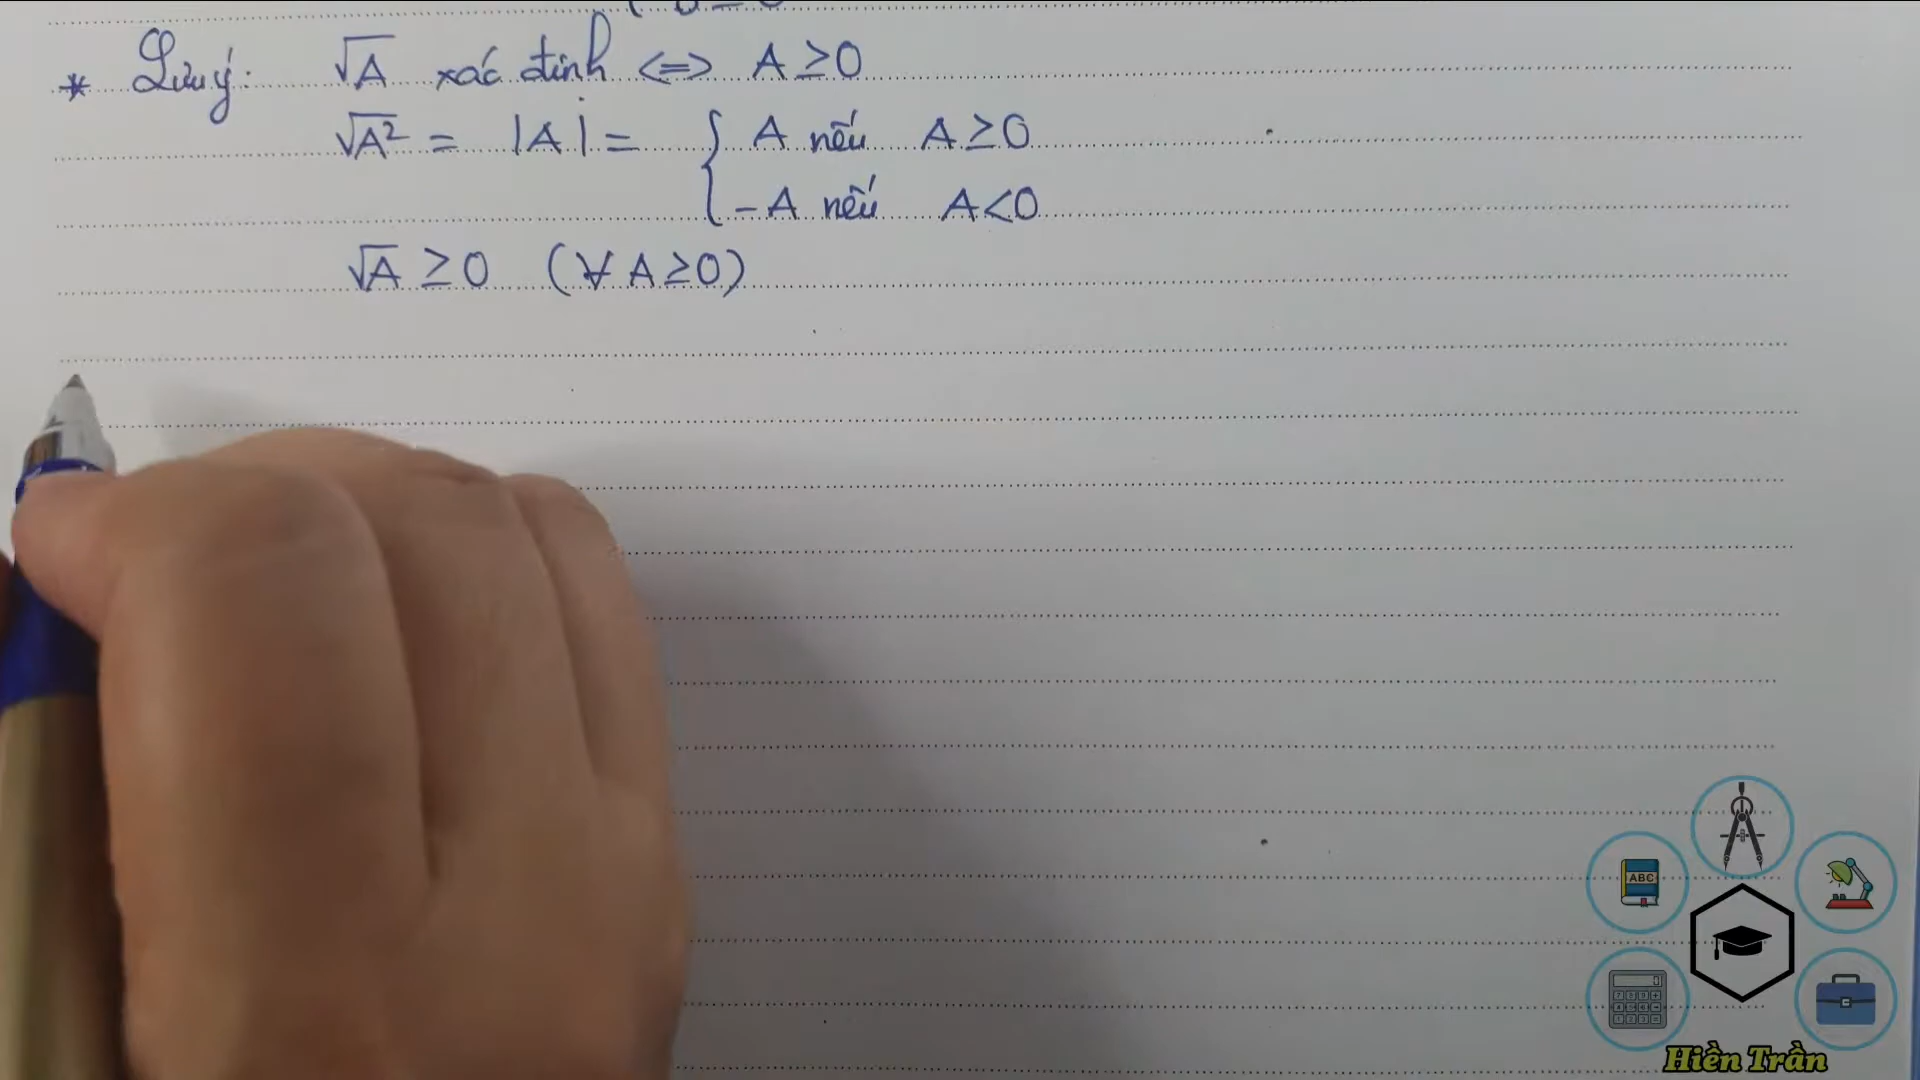 * Lưu ý: √A xác định <=> A ≥ 0
√A² = |A| = { A nếu A ≥ 0
- A nếu A < 0
√A ≥ 0 (∀ A ≥ 0)
ABC
Hiền Trần